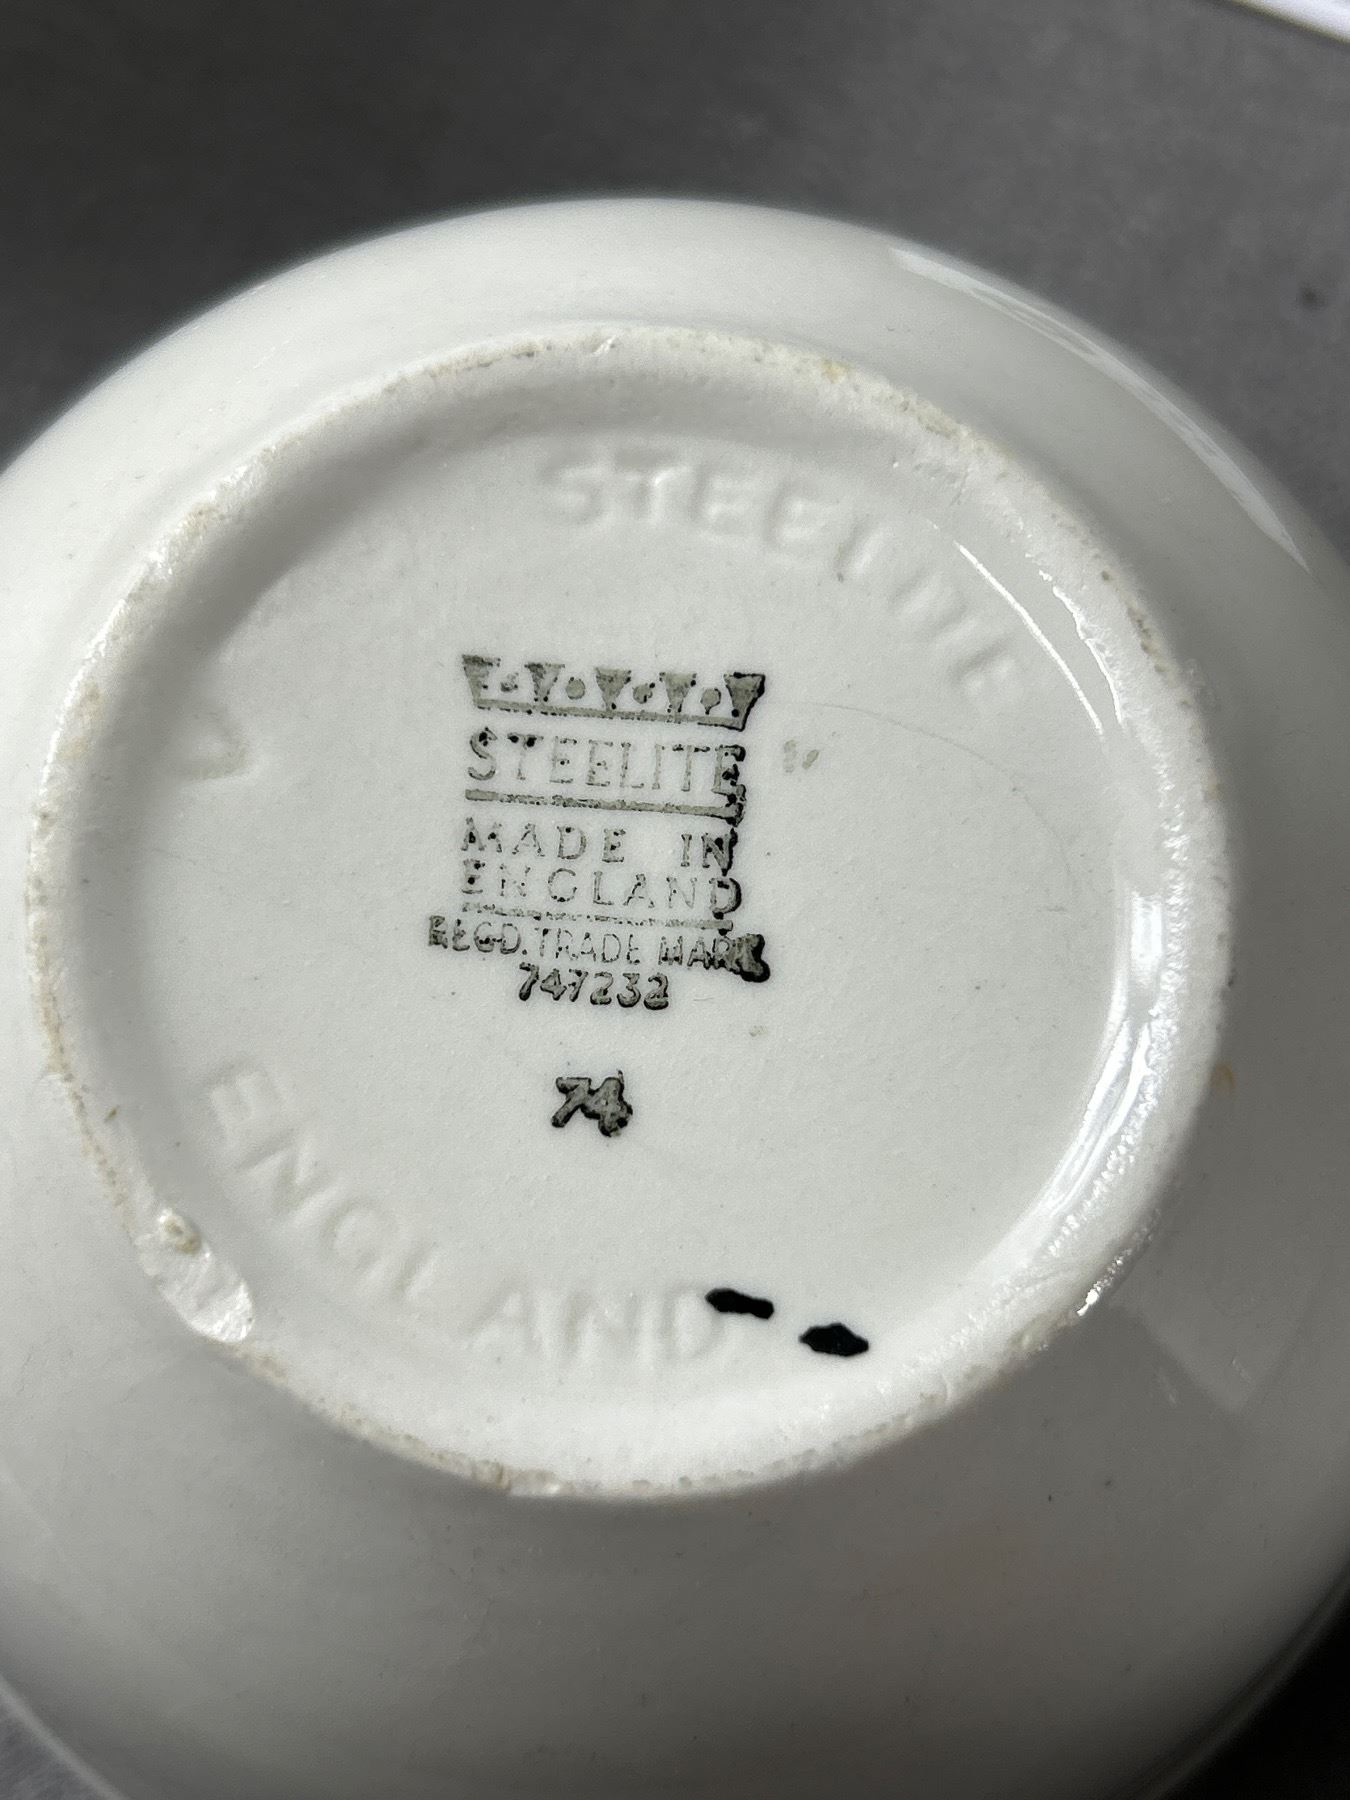 STEELITE
STEELITE
MADE IN
ENGLAND
REGD. TRADE MARK
747232
74
ENGLAND